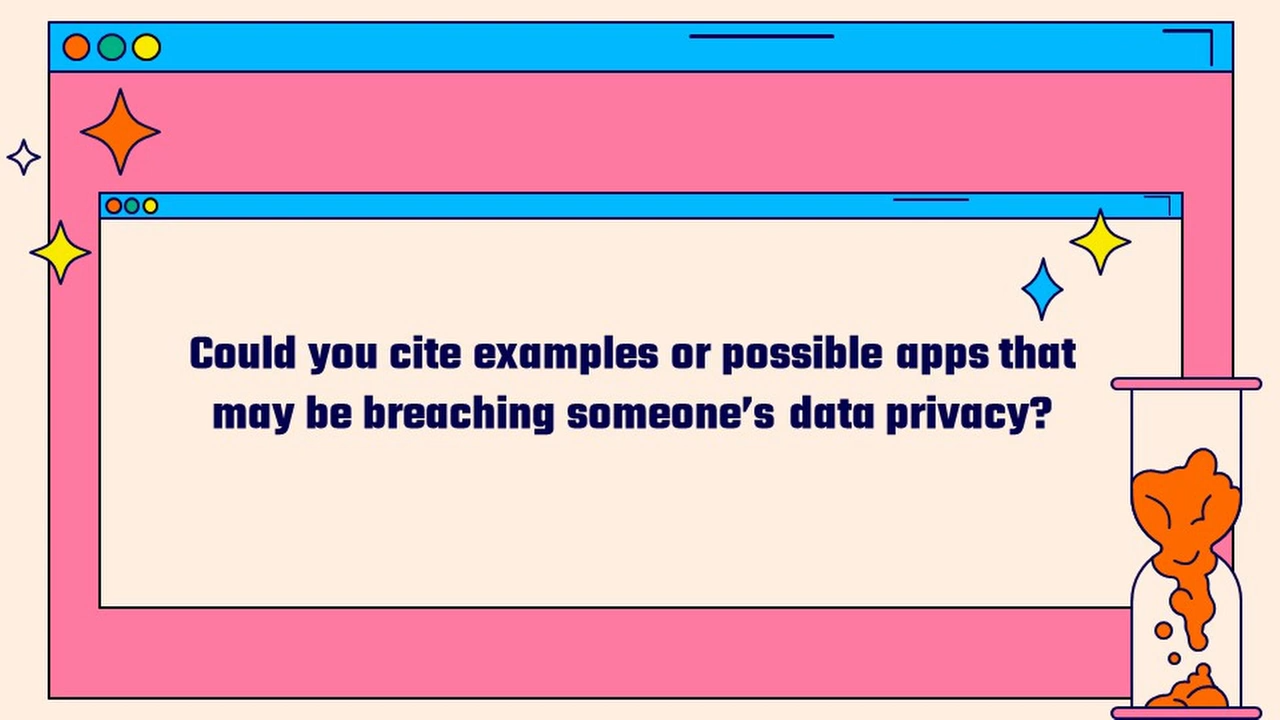 Could you cite examples or possible apps that
may be breaching someone’s data privacy?